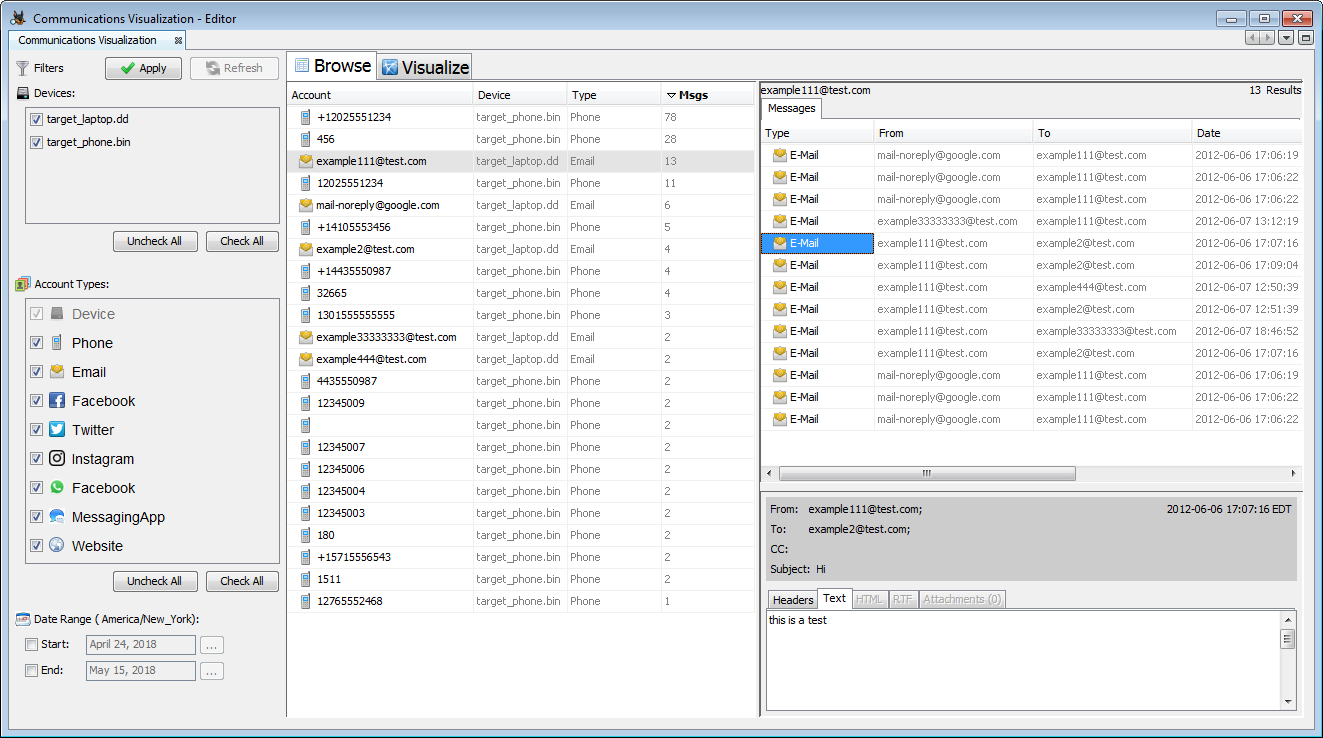 Communications Visualization - Editor
Communications Visualization
Filters
Apply
Refresh
Devices:
target_laptop.dd
target_phone.bin
Uncheck All
Check All
Account Types:
Device
Phone
Email
Facebook
Twitter
Instagram
Facebook
MessagingApp
Website
Uncheck All
Check All
Date Range ( America/New_York):
Start: April 24, 2018 ...
End: May 15, 2018 ...
Browse
Visualize
Account Device Type Msgs
+12025551234 target_phone.bin Phone 78
456 target_phone.bin Phone 28
example111@test.com target_laptop.dd Email 13
12025551234 target_phone.bin Phone 11
mail-noreply@google.com target_laptop.dd Email 6
+14105553456 target_phone.bin Phone 5
example2@test.com target_laptop.dd Email 4
+14435550987 target_phone.bin Phone 4
32665 target_phone.bin Phone 4
1301555555555 target_phone.bin Phone 3
example33333333@test.com target_laptop.dd Email 2
example444@test.com target_laptop.dd Email 2
4435550987 target_phone.bin Phone 2
12345009 target_phone.bin Phone 2
target_phone.bin Phone 2
12345007 target_phone.bin Phone 2
12345006 target_phone.bin Phone 2
12345004 target_phone.bin Phone 2
12345003 target_phone.bin Phone 2
180 target_phone.bin Phone 2
+15715556543 target_phone.bin Phone 2
1511 target_phone.bin Phone 2
12765552468 target_phone.bin Phone 1
example111@test.com 13 Results
Messages
Type From To Date
E-Mail mail-noreply@google.com example111@test.com 2012-06-06 17:06:19
E-Mail mail-noreply@google.com example111@test.com 2012-06-06 17:06:22
E-Mail mail-noreply@google.com example111@test.com 2012-06-06 17:06:22
E-Mail example33333333@test.com example111@test.com 2012-06-07 13:12:19
E-Mail example111@test.com example2@test.com 2012-06-06 17:07:16
E-Mail example111@test.com example2@test.com 2012-06-06 17:09:04
E-Mail example111@test.com example444@test.com 2012-06-07 12:50:39
E-Mail example111@test.com example2@test.com 2012-06-07 12:51:39
E-Mail example111@test.com example33333333@test.com 2012-06-07 18:46:52
E-Mail example111@test.com example2@test.com 2012-06-06 17:07:16
E-Mail mail-noreply@google.com example111@test.com 2012-06-06 17:06:19
E-Mail mail-noreply@google.com example111@test.com 2012-06-06 17:06:22
E-Mail mail-noreply@google.com example111@test.com 2012-06-06 17:06:22
From: example111@test.com; 2012-06-06 17:07:16 EDT
To: example2@test.com;
CC:
Subject: Hi
Headers Text HTML RTF Attachments (0)
this is a test